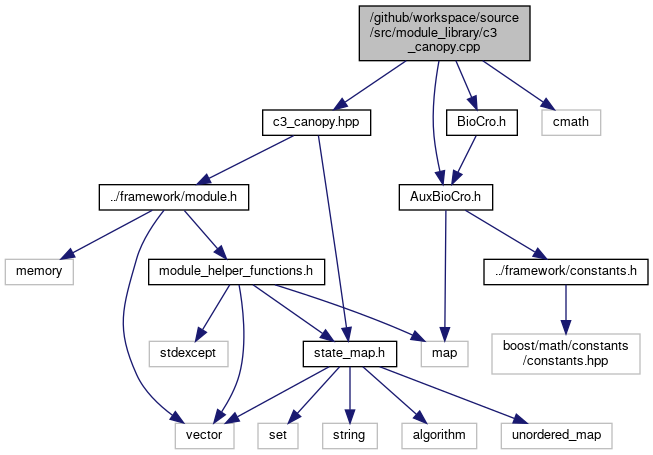 /github/workspace/source
/src/module_library/c3
_canopy.cpp
c3_canopy.hpp
BioCro.h
cmath
../framework/module.h
AuxBioCro.h
memory
module_helper_functions.h
../framework/constants.h
stdexcept
state_map.h
map
boost/math/constants
/constants.hpp
vector
set
string
algorithm
unordered_map